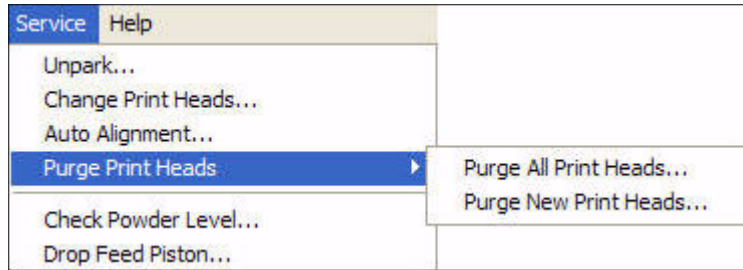 Service Help
Unpark...
Change Print Heads...
Auto Alignment...
Purge Print Heads
Purge All Print Heads...
Purge New Print Heads...
Check Powder Level...
Drop Feed Piston...